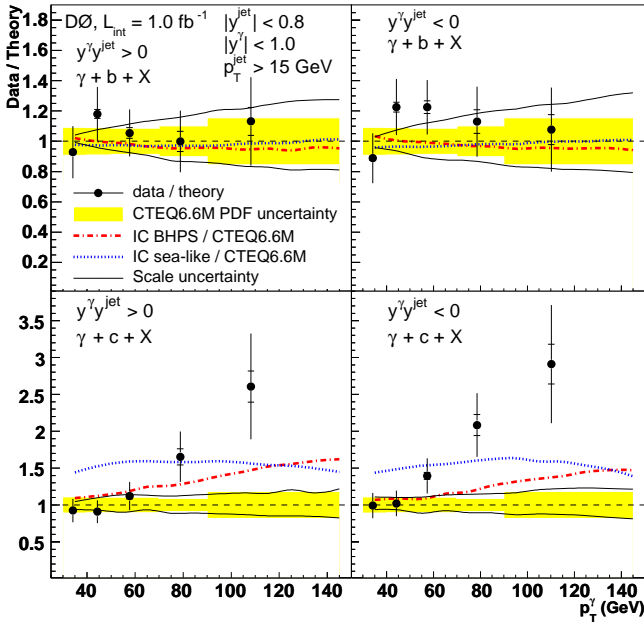 Data / Theory
DØ, L_int = 1.0 fb⁻¹
|y^jet| < 0.8
|y^γ| < 1.0
p_T^jet > 15 GeV
y^γ y^jet > 0
γ + b + X
y^γ y^jet < 0
γ + b + X
1.8
1.6
1.4
1.2
1
0.8
0.6
0.4
0.2
data / theory
CTEQ6.6M PDF uncertainty
IC BHPS / CTEQ6.6M
IC sea-like / CTEQ6.6M
Scale uncertainty
y^γ y^jet > 0
γ + c + X
y^γ y^jet < 0
γ + c + X
3.5
3
2.5
2
1.5
1
0.5
40 60 80 100 120 140
40 60 80 100 120 140
p_T^γ (GeV)